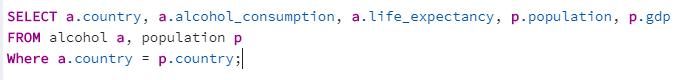 SELECT a.country, a.alcohol_consumption, a.life_expectancy, p.population, p.gdp
FROM alcohol a, population p
Where a.country = p.country;